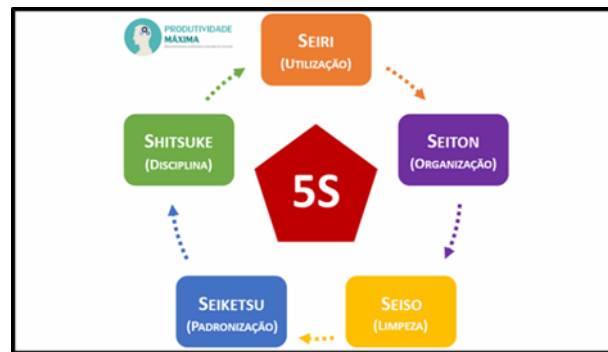 PRODUTIVIDADE
MÁXIMA
SEIRI
(UTILIZAÇÃO)
SEITON
(ORGANIZAÇÃO)
SEISO
(LIMPEZA)
SEIKETSU
(PADRONIZAÇÃO)
SHITSUKE
(DISCIPLINA)
5S